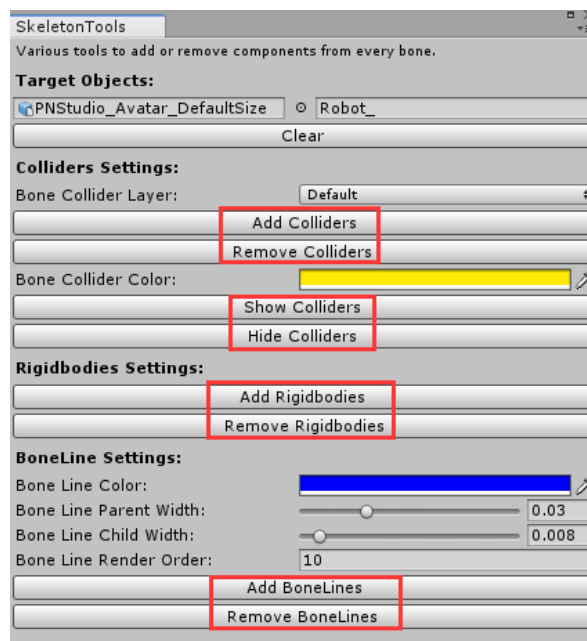 SkeletonTools
Various tools to add or remove components from every bone.
Target Objects:
PNStudio_Avatar_DefaultSize Robot_
Clear
Colliders Settings:
Bone Collider Layer: Default
Add Colliders
Remove Colliders
Bone Collider Color:
Show Colliders
Hide Colliders
Rigidbodies Settings:
Add Rigidbodies
Remove Rigidbodies
BoneLine Settings:
Bone Line Color:
Bone Line Parent Width: 0.03
Bone Line Child Width: 0.008
Bone Line Render Order: 10
Add BoneLines
Remove BoneLines